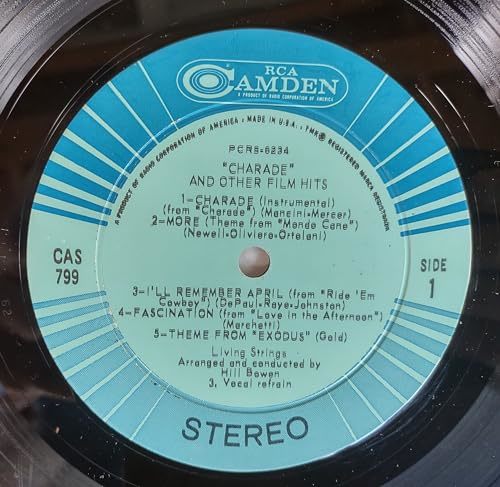 RCA
CAMDEN
A PRODUCT OF RADIO CORPORATION OF AMERICA
A PRODUCT OF RADIO CORPORATION OF AMERICA • MADE IN U.S.A. • TMK ® REGISTERED MARCA REGISTRADA
PCRS-6234
"CHARADE"
AND OTHER FILM HITS
1–CHARADE (Instrumental)
(from "Charade") (Mancini-Mercer)
2–MORE (Theme from "Mondo Cane")
(Newell-Oliviero-Ortolani)
CAS
799
SIDE
1
3–I'LL REMEMBER APRIL (from "Ride 'Em
Cowboy") (DePaul-Raye-Johnston)
4–FASCINATION (from "Love in the Afternoon")
(Marchetti)
5–THEME FROM "EXODUS" (Gold)
Living Strings
Arranged and conducted by
Hill Bowen
3. Vocal refrain
STEREO
62